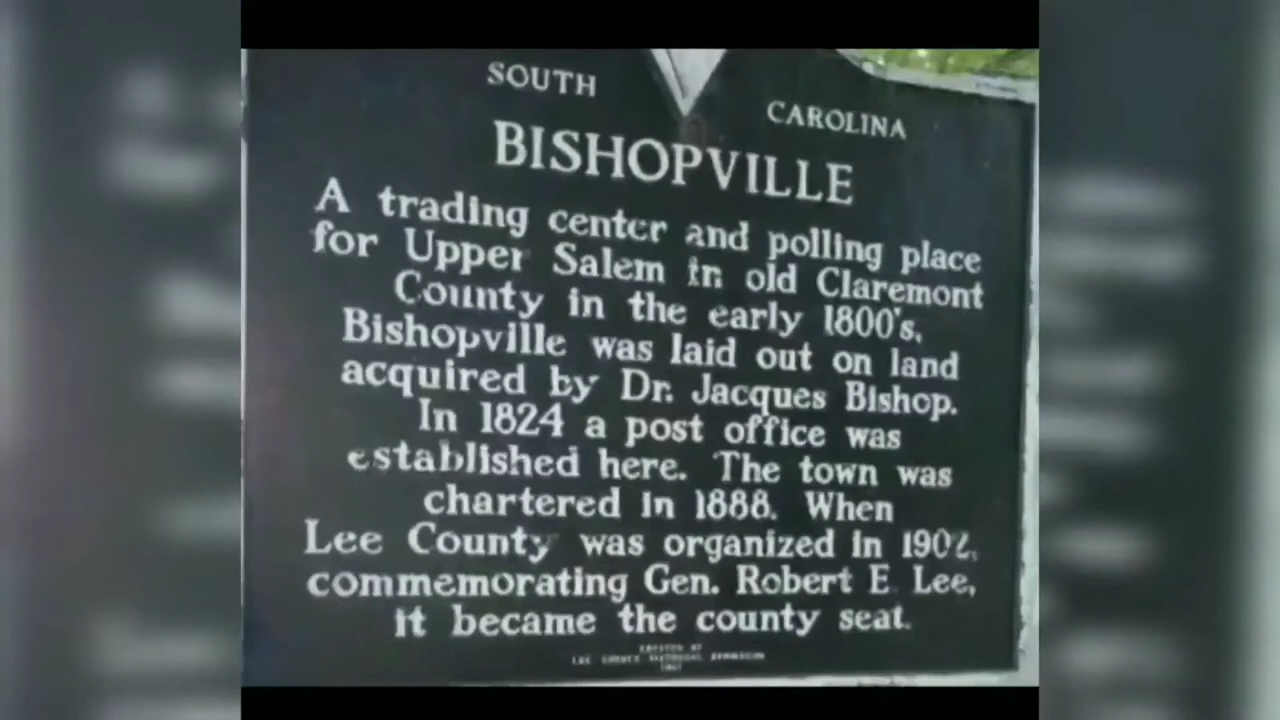 SOUTH CAROLINA
BISHOPVILLE
A trading center and polling place
for Upper Salem in old Claremont
County in the early 1800's,
Bishopville was laid out on land
acquired by Dr. Jacques Bishop.
In 1824 a post office was
established here. The town was
chartered in 1888. When
Lee County was organized in 1902,
commemorating Gen. Robert E. Lee,
it became the county seat.